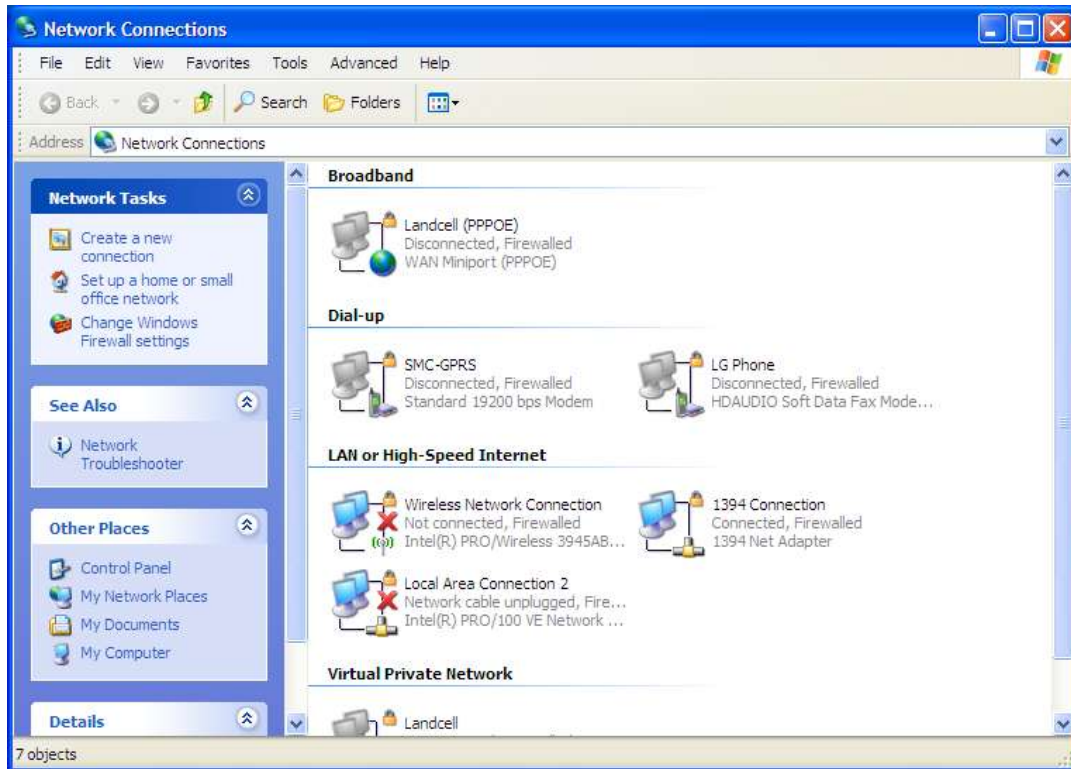 Network Connections
File Edit View Favorites Tools Advanced Help
Back Search Folders
Address Network Connections
Network Tasks
Create a new
connection
Set up a home or small
office network
Change Windows
Firewall settings
See Also
Network
Troubleshooter
Other Places
Control Panel
My Network Places
My Documents
My Computer
Details
Broadband
Landcell (PPPOE)
Disconnected, Firewalled
WAN Miniport (PPPOE)
Dial-up
SMC-GPRS
Disconnected, Firewalled
Standard 19200 bps Modem
LG Phone
Disconnected, Firewalled
HDAUDIO Soft Data Fax Mode...
LAN or High-Speed Internet
Wireless Network Connection
Not connected, Firewalled
Intel(R) PRO/Wireless 3945AB...
1394 Connection
Connected, Firewalled
1394 Net Adapter
Local Area Connection 2
Network cable unplugged, Fire...
Intel(R) PRO/100 VE Network ...
Virtual Private Network
Landcell
7 objects